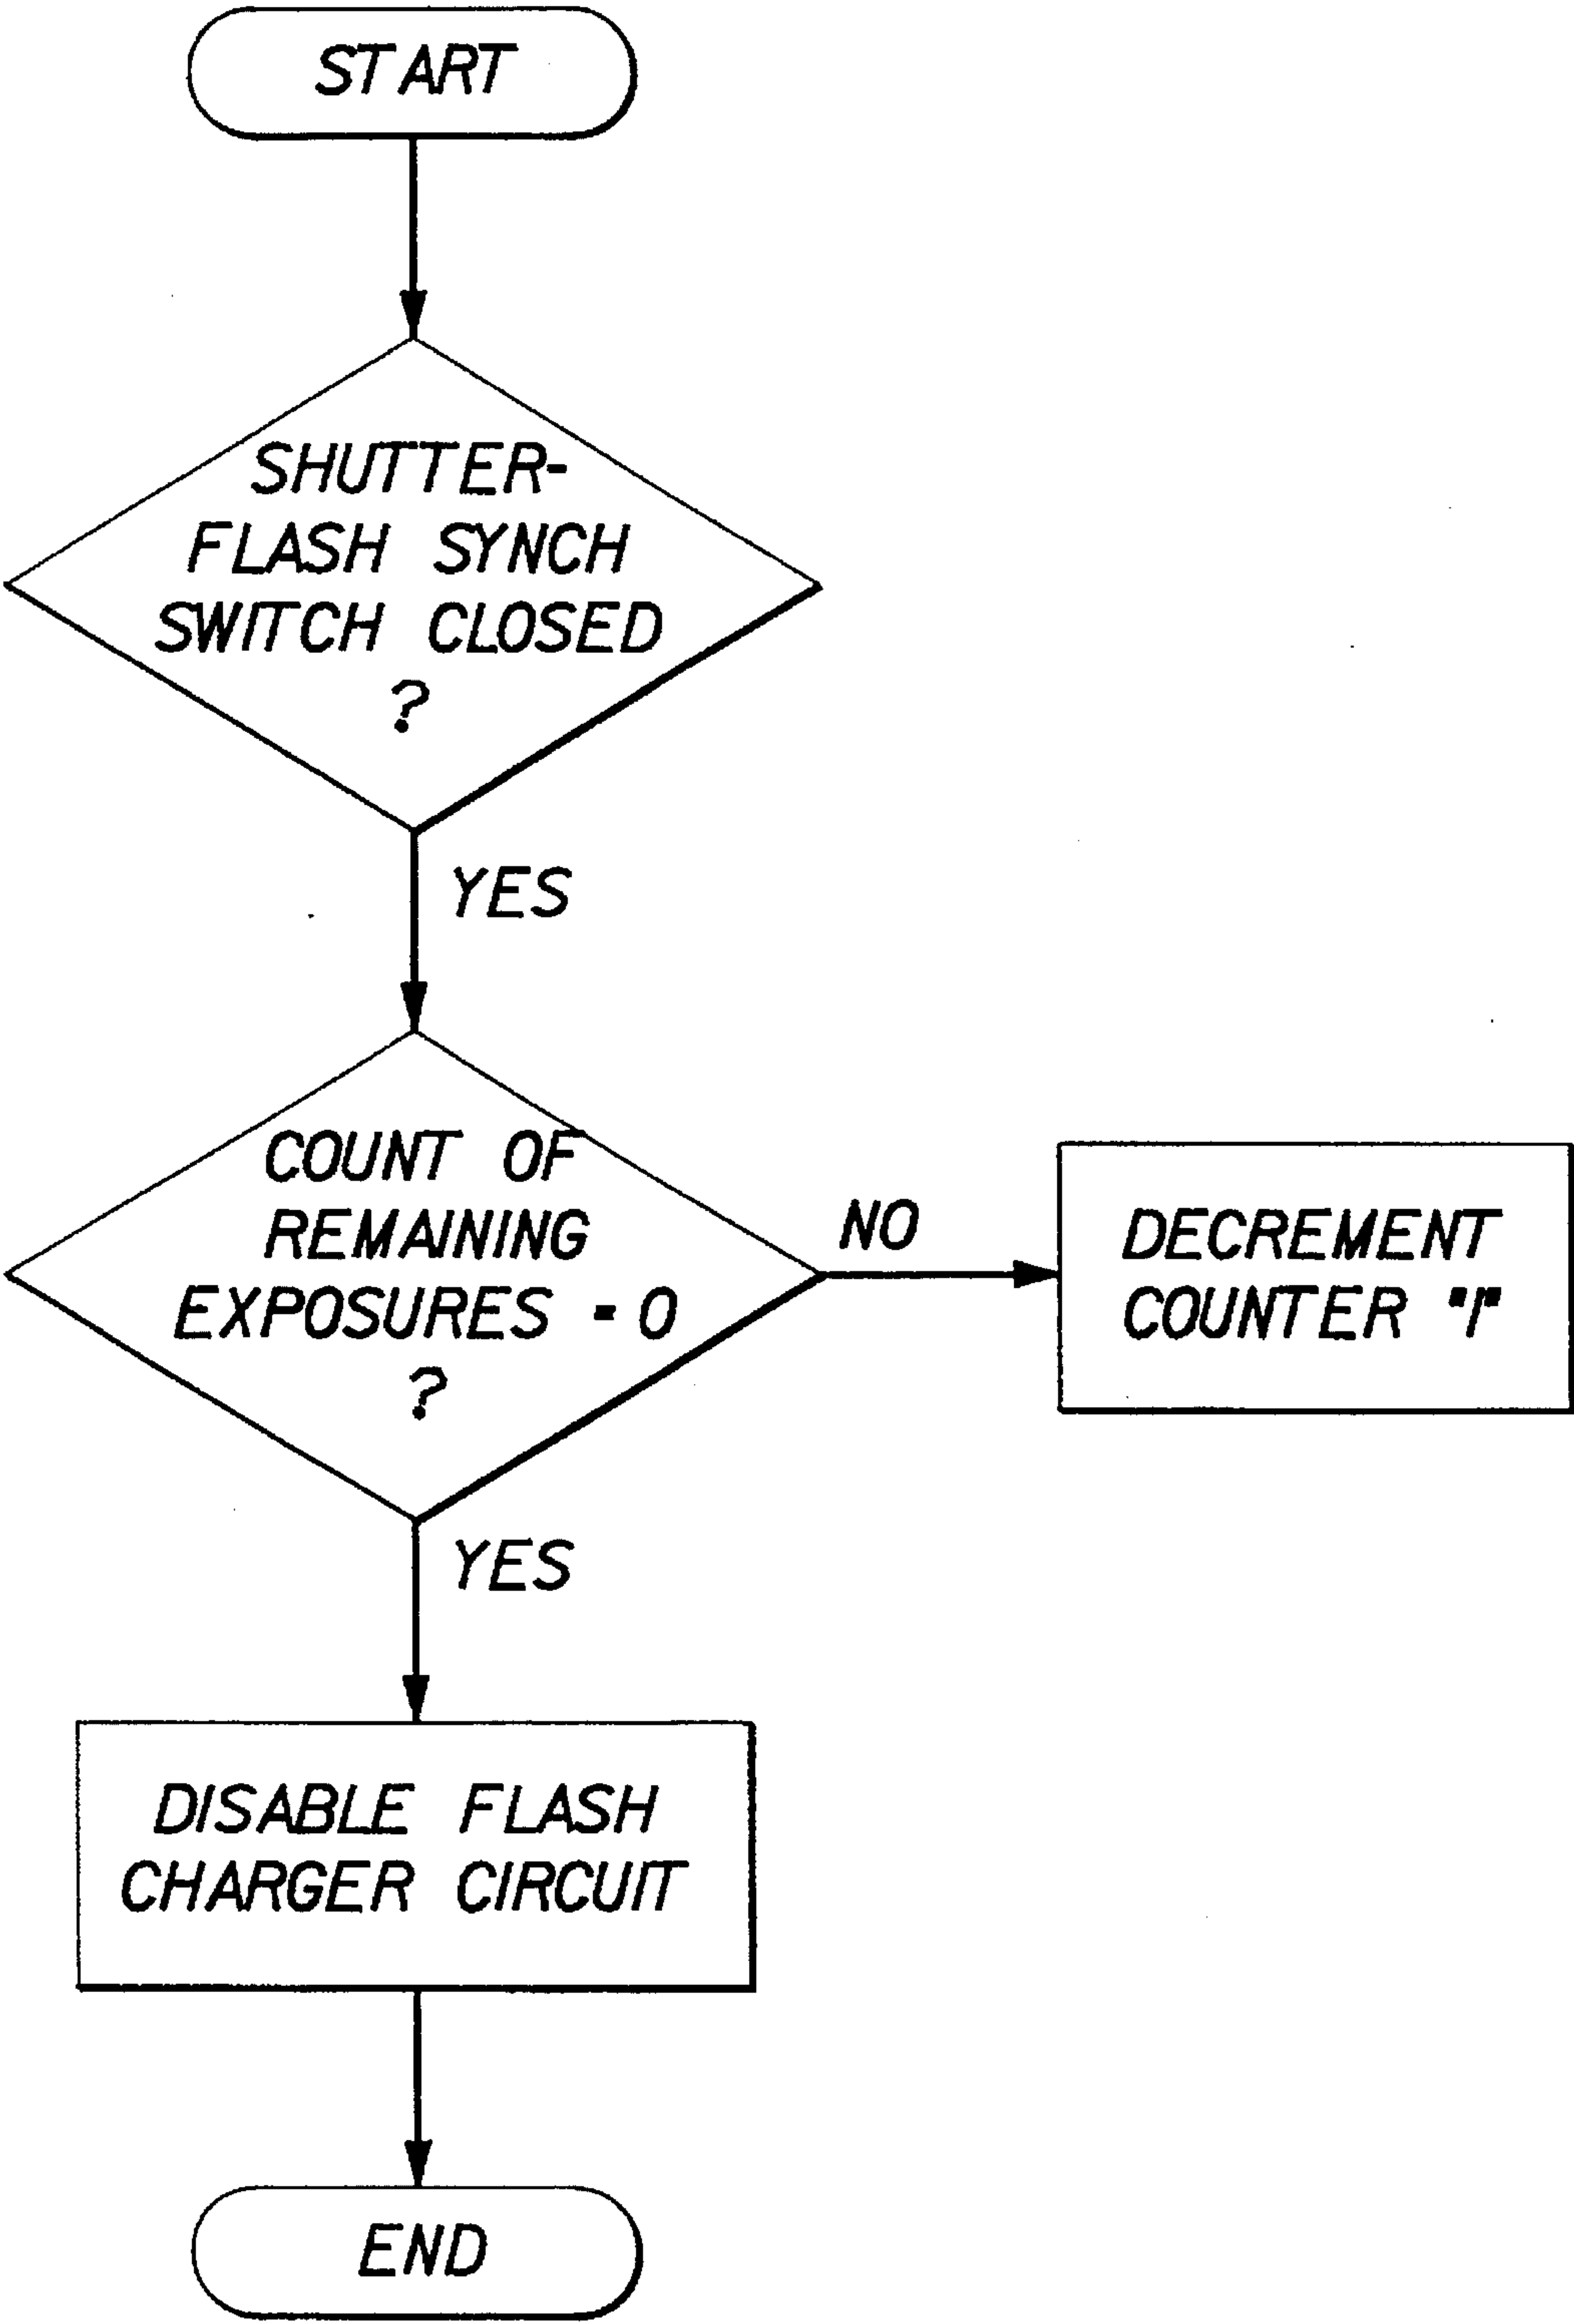 START
SHUTTER-
FLASH SYNCH
SWITCH CLOSED
?
YES
COUNT OF
REMAINING
EXPOSURES = 0
?
NO
DECREMENT
COUNTER "1"
YES
DISABLE FLASH
CHARGER CIRCUIT
END